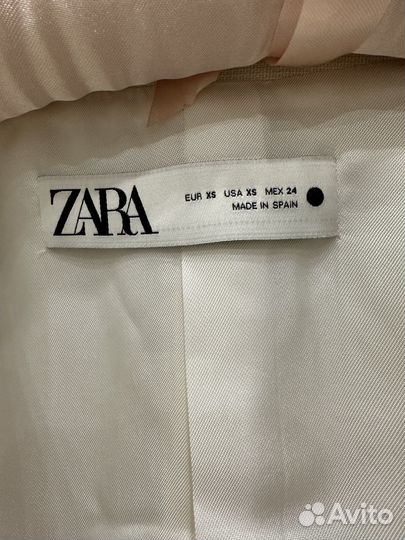 ZARA
EUR XS USA XS MEX 24
MADE IN SPAIN
Avito